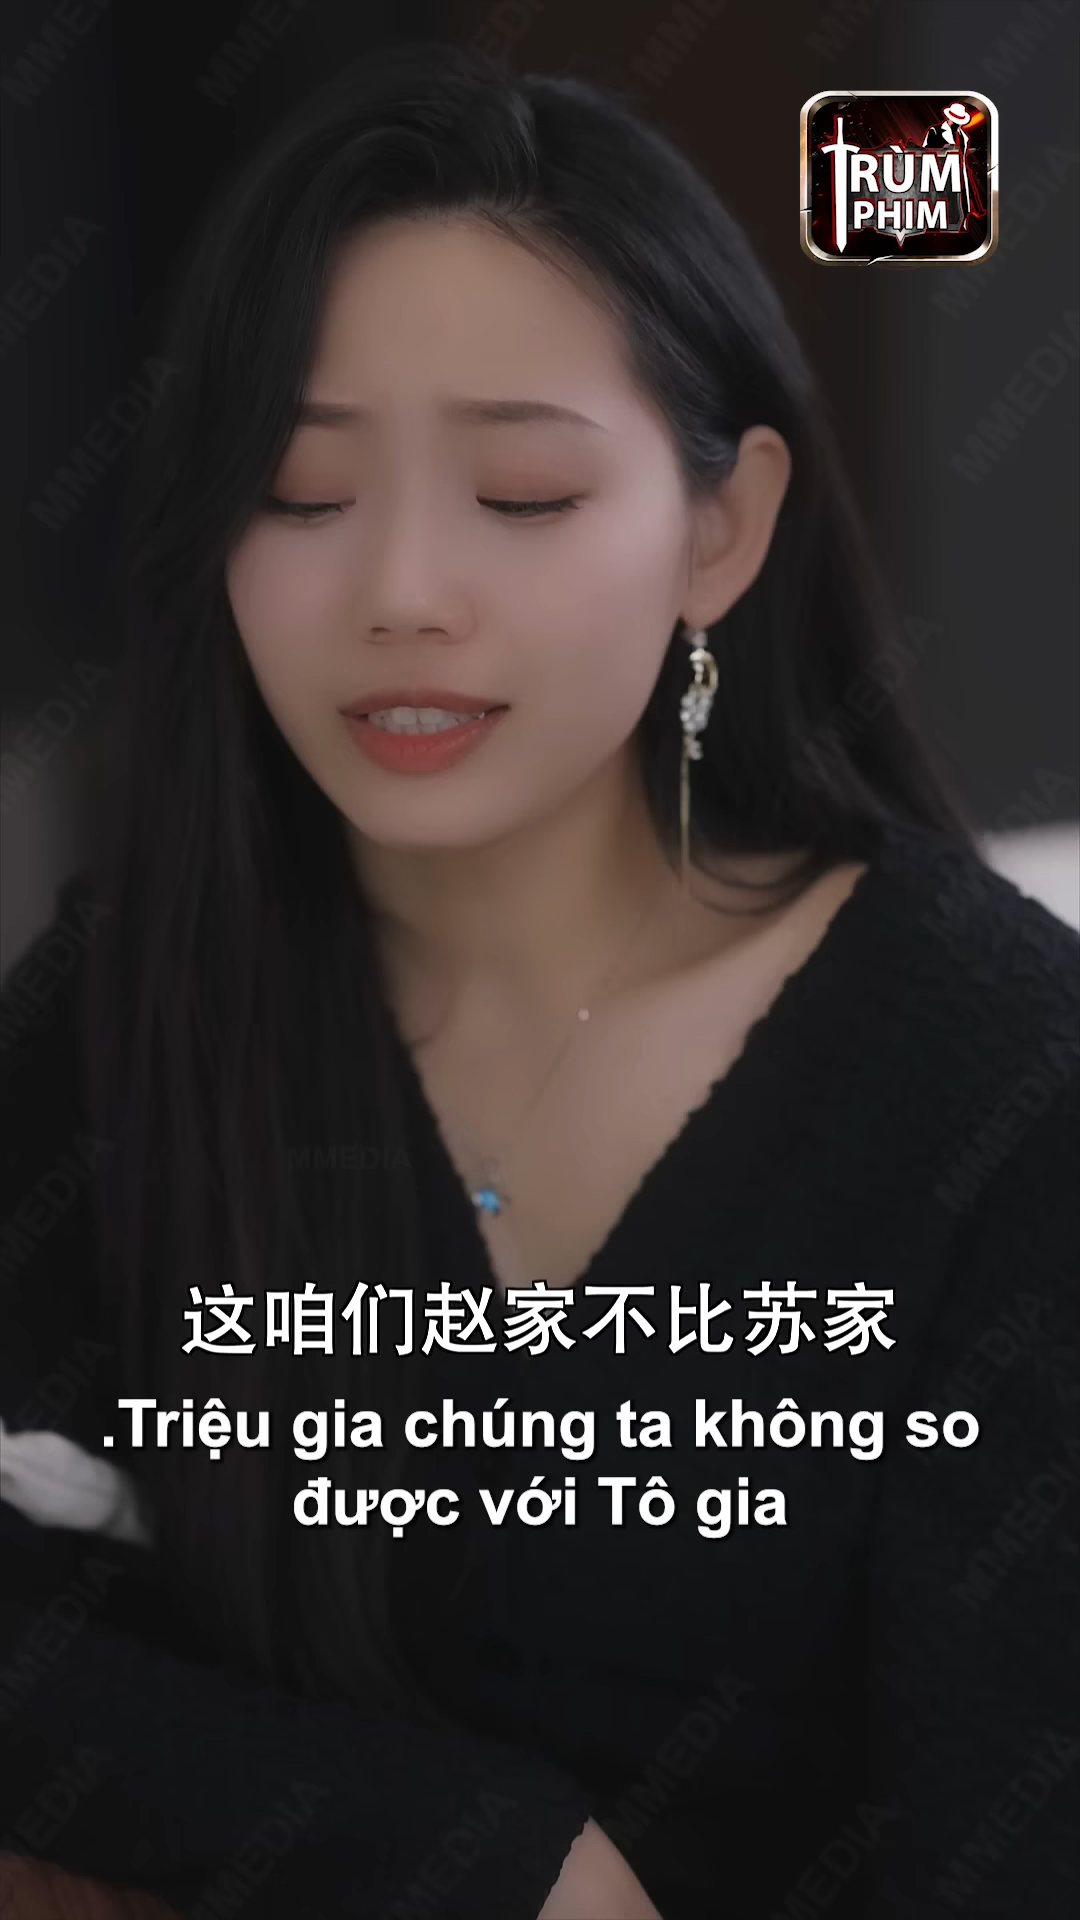 TRÙM
PHIM
这咱们赵家不比苏家
.Triệu gia chúng ta không so
được với Tô gia
MMEDIA